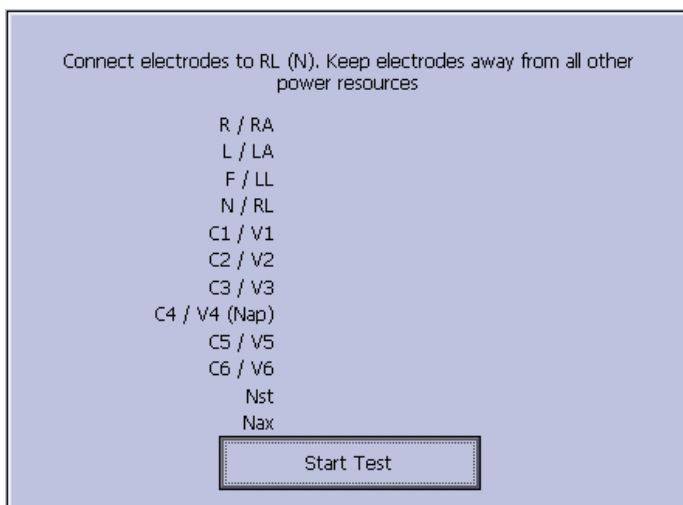 Connect electrodes to RL (N). Keep electrodes away from all other
power resources
R / RA
L / LA
F / LL
N / RL
C1 / V1
C2 / V2
C3 / V3
C4 / V4 (Nap)
C5 / V5
C6 / V6
Nst
Nax
Start Test